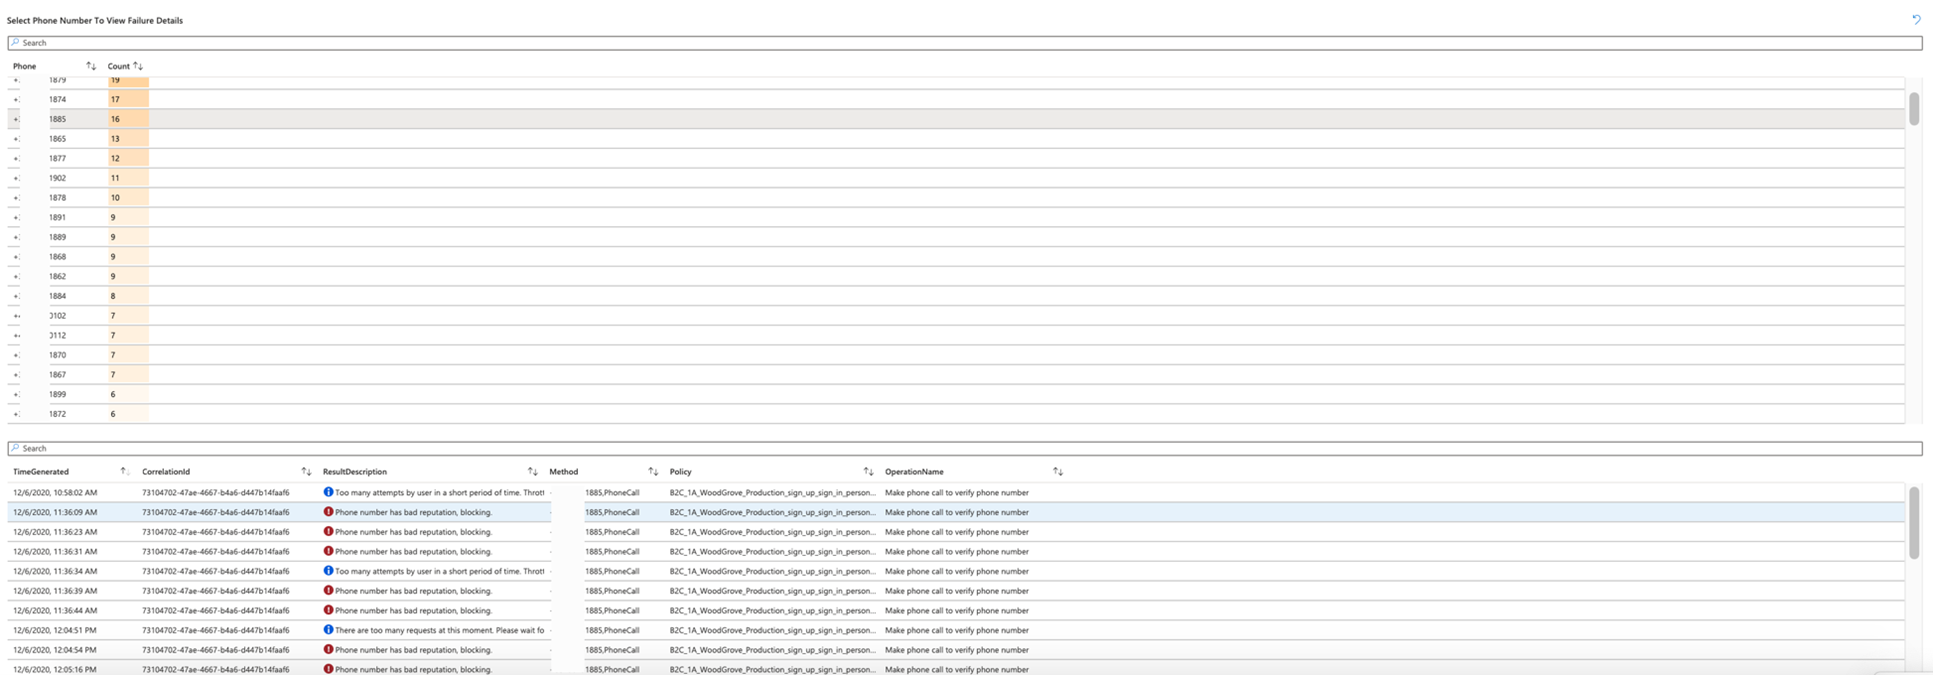 Select Phone Number To View Failure Details
Search
Phone Count
1879 19
1874 17
1885 16
1865 13
1877 12
1902 11
1878 10
1891 9
1889 9
1868 9
1862 9
1884 8
0102 7
0112 7
1870 7
1867 7
1899 6
1872 6
Search
TimeGenerated CorrelationId ResultDescription Method Policy OperationName
12/6/2020, 10:58:02 AM 73104702-47ae-4667-b4a6-d447b14faaf6 Too many attempts by user in a short period of time. Thrott 1885,PhoneCall B2C_1A_WoodGrove_Production_sign_up_sign_in_person... Make phone call to verify phone number
12/6/2020, 11:36:09 AM 73104702-47ae-4667-b4a6-d447b14faaf6 Phone number has bad reputation, blocking. 1885,PhoneCall B2C_1A_WoodGrove_Production_sign_up_sign_in_person... Make phone call to verify phone number
12/6/2020, 11:36:23 AM 73104702-47ae-4667-b4a6-d447b14faaf6 Phone number has bad reputation, blocking. 1885,PhoneCall B2C_1A_WoodGrove_Production_sign_up_sign_in_person... Make phone call to verify phone number
12/6/2020, 11:36:31 AM 73104702-47ae-4667-b4a6-d447b14faaf6 Phone number has bad reputation, blocking. 1885,PhoneCall B2C_1A_WoodGrove_Production_sign_up_sign_in_person... Make phone call to verify phone number
12/6/2020, 11:36:34 AM 73104702-47ae-4667-b4a6-d447b14faaf6 Too many attempts by user in a short period of time. Thrott 1885,PhoneCall B2C_1A_WoodGrove_Production_sign_up_sign_in_person... Make phone call to verify phone number
12/6/2020, 11:36:39 AM 73104702-47ae-4667-b4a6-d447b14faaf6 Phone number has bad reputation, blocking. 1885,PhoneCall B2C_1A_WoodGrove_Production_sign_up_sign_in_person... Make phone call to verify phone number
12/6/2020, 11:36:44 AM 73104702-47ae-4667-b4a6-d447b14faaf6 Phone number has bad reputation, blocking. 1885,PhoneCall B2C_1A_WoodGrove_Production_sign_up_sign_in_person... Make phone call to verify phone number
12/6/2020, 12:04:51 PM 73104702-47ae-4667-b4a6-d447b14faaf6 There are too many requests at this moment. Please wait fo 1885,PhoneCall B2C_1A_WoodGrove_Production_sign_up_sign_in_person... Make phone call to verify phone number
12/6/2020, 12:04:54 PM 73104702-47ae-4667-b4a6-d447b14faaf6 Phone number has bad reputation, blocking. 1885,PhoneCall B2C_1A_WoodGrove_Production_sign_up_sign_in_person... Make phone call to verify phone number
12/6/2020, 12:05:16 PM 73104702-47ae-4667-b4a6-d447b14faaf6 Phone number has bad reputation, blocking. 1885,PhoneCall B2C_1A_WoodGrove_Production_sign_up_sign_in_person... Make phone call to verify phone number